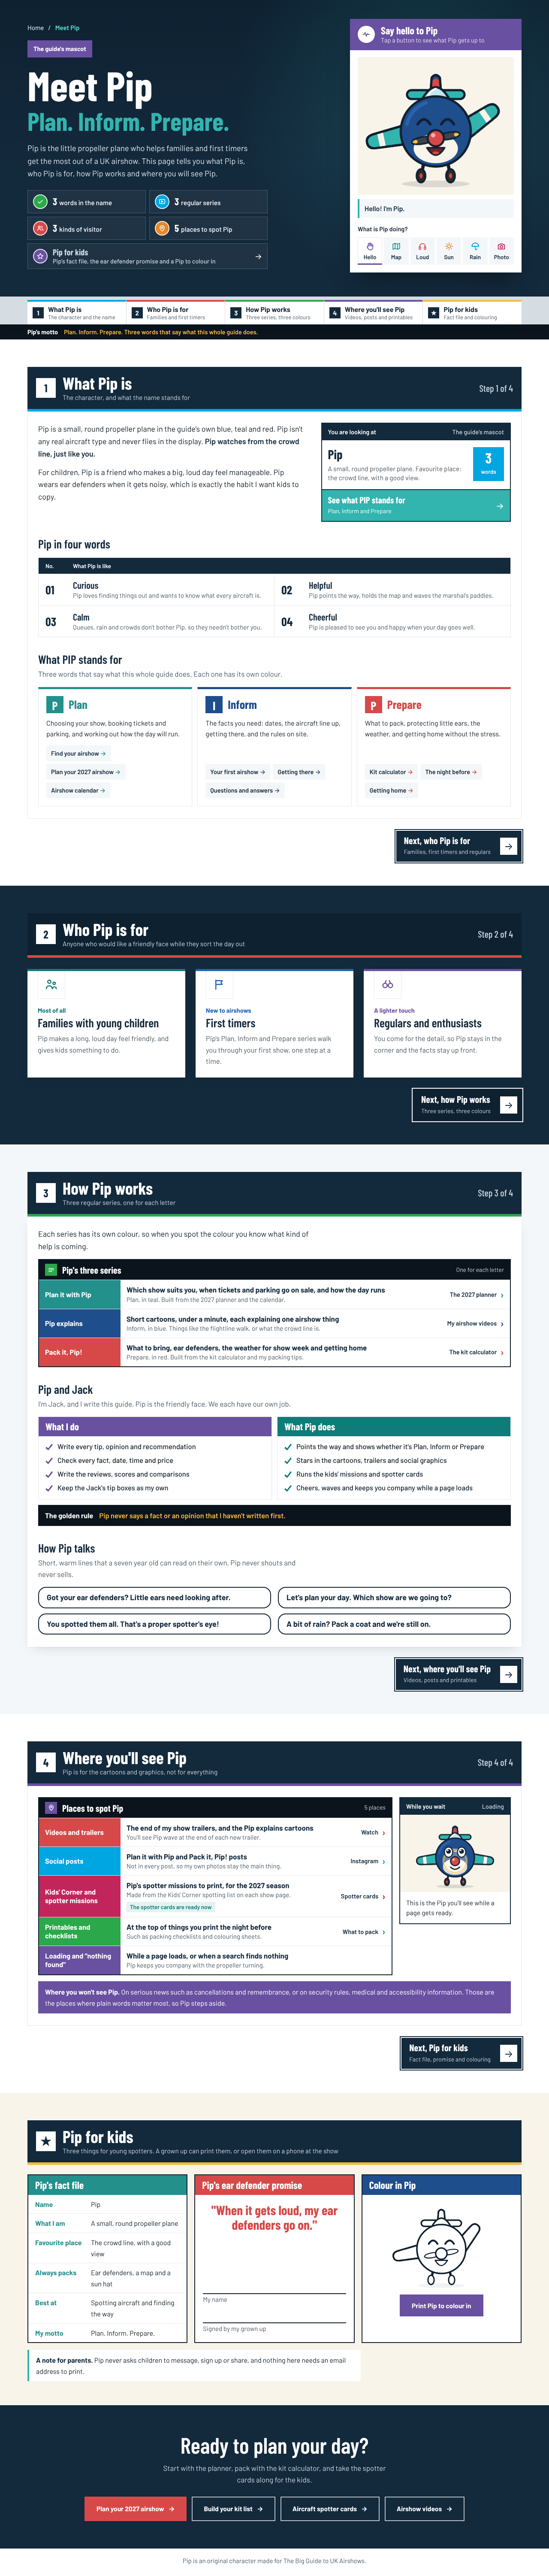 Home / Meet Pip
The guide's mascot
Meet Pip
Plan. Inform. Prepare.
Pip is the little propeller plane who helps families and first timers
get the most out of a UK airshow. This page tells you what Pip is,
who Pip is for, how Pip works and where you will see Pip.
3 words in the name
3 regular series
3 kinds of visitor
5 places to spot Pip
Pip for kids
Pip's fact file, the ear defender promise and a Pip to colour in
Say hello to Pip
Tap a button to see what Pip gets up to
Hello! I'm Pip.
What is Pip doing?
Hello
Map
Loud
Sun
Rain
Photo
1 What Pip is
The character and the name
2 Who Pip is for
Families and first timers
3 How Pip works
Three series, three colours
4 Where you'll see Pip
Videos, posts and printables
Pip for kids
Fact file and colouring
Pip's motto Plan. Inform. Prepare. Three words that say what this whole guide does.
1 What Pip is
The character, and what the name stands for
Step 1 of 4
Pip is a small, round propeller plane in the guide's own blue, teal and red. Pip isn't
any real aircraft type and never flies in the display. Pip watches from the crowd
line, just like you.
For children, Pip is a friend who makes a big, loud day feel manageable. Pip
wears ear defenders when it gets noisy, which is exactly the habit I want kids to
copy.
You are looking at
The guide's mascot
Pip
A small, round propeller plane. Favourite place:
the crowd line, with a good view.
3
words
See what PIP stands for
Plan, Inform and Prepare
Pip in four words
No. What Pip is like
01 Curious
Pip loves finding things out and wants to know what every aircraft is.
02 Helpful
Pip points the way, holds the map and waves the marshal's paddles.
03 Calm
Queues, rain and crowds don't bother Pip, so they needn't bother you.
04 Cheerful
Pip is pleased to see you and happy when your day goes well.
What PIP stands for
Three words that say what this whole guide does. Each one has its own colour.
P Plan
Choosing your show, booking tickets and
parking, and working out how the day will run.
Find your airshow
Plan your 2027 airshow
Airshow calendar
I Inform
The facts you need: dates, the aircraft line up,
getting there, and the rules on site.
Your first airshow
Getting there
Questions and answers
P Prepare
What to pack, protecting little ears, the
weather, and getting home without the stress.
Kit calculator
The night before
Getting home
Next, who Pip is for
Families, first timers and regulars
2 Who Pip is for
Anyone who would like a friendly face while they sort the day out
Step 2 of 4
Most of all
Families with young children
Pip makes a long, loud day feel friendly, and
gives kids something to do.
New to airshows
First timers
Pip's Plan, Inform and Prepare series walk
you through your first show, one step at a
time.
A lighter touch
Regulars and enthusiasts
You come for the detail, so Pip stays in the
corner and the facts stay up front.
Next, how Pip works
Three series, three colours
3 How Pip works
Three regular series, one for each letter
Step 3 of 4
Each series has its own colour, so when you spot the colour you know what kind of
help is coming.
Pip's three series
One for each letter
Plan it with Pip
Which show suits you, when tickets and parking go on sale, and how the day runs
Plan, in teal. Built from the 2027 planner and the calendar.
The 2027 planner
Pip explains
Short cartoons, under a minute, each explaining one airshow thing
Inform, in blue. Things like the flightline walk, or what the crowd line is.
My airshow videos
Pack it, Pip!
What to bring, ear defenders, the weather for show week and getting home
Prepare, in red. Built from the kit calculator and my packing tips.
The kit calculator
Pip and Jack
I'm Jack, and I write this guide. Pip is the friendly face. We each have our own job.
What I do
Write every tip, opinion and recommendation
Check every fact, date, time and price
Write the reviews, scores and comparisons
Keep the Jack's tip boxes as my own
What Pip does
Points the way and shows whether it's Plan, Inform or Prepare
Stars in the cartoons, trailers and social graphics
Runs the kids' missions and spotter cards
Cheers, waves and keeps you company while a page loads
The golden rule Pip never says a fact or an opinion that I haven't written first.
How Pip talks
Short, warm lines that a seven year old can read on their own. Pip never shouts and
never sells.
Got your ear defenders? Little ears need looking after.
Let's plan your day. Which show are we going to?
You spotted them all. That's a proper spotter's eye!
A bit of rain? Pack a coat and we're still on.
Next, where you'll see Pip
Videos, posts and printables
4 Where you'll see Pip
Pip is for the cartoons and graphics, not for everything
Step 4 of 4
Places to spot Pip
5 places
Videos and trailers
The end of my show trailers, and the Pip explains cartoons
You'll see Pip wave at the end of each new trailer.
Watch
Social posts
Plan it with Pip and Pack it, Pip! posts
Not in every post, so my own photos stay the main thing.
Instagram
Kids' Corner and
spotter missions
Pip's spotter missions to print, for the 2027 season
Made from the Kids' Corner spotting list on each show page.
The spotter cards are ready now
Spotter cards
Printables and
checklists
At the top of things you print the night before
Such as packing checklists and colouring sheets.
What to pack
Loading and "nothing
found"
While a page loads, or when a search finds nothing
Pip keeps you company with the propeller turning.
While you wait
Loading
This is the Pip you'll see while a
page gets ready.
Where you won't see Pip. On serious news such as cancellations and remembrance, or on security rules, medical and accessibility information. Those are
the places where plain words matter most, so Pip steps aside.
Next, Pip for kids
Fact file, promise and colouring
Pip for kids
Three things for young spotters. A grown up can print them, or open them on a phone at the show
Pip's fact file
Name Pip
What I am A small, round propeller plane
Favourite place The crowd line, with a good
view
Always packs Ear defenders, a map and a
sun hat
Best at Spotting aircraft and finding
the way
My motto Plan. Inform. Prepare.
Pip's ear defender promise
"When it gets loud, my ear
defenders go on."
My name
Signed by my grown up
Colour in Pip
Print Pip to colour in
A note for parents. Pip never asks children to message, sign up or share, and nothing here needs an email
address to print.
Ready to plan your day?
Start with the planner, pack with the kit calculator, and take the spotter
cards along for the kids.
Plan your 2027 airshow
Build your kit list
Aircraft spotter cards
Airshow videos
Pip is an original character made for The Big Guide to UK Airshows.